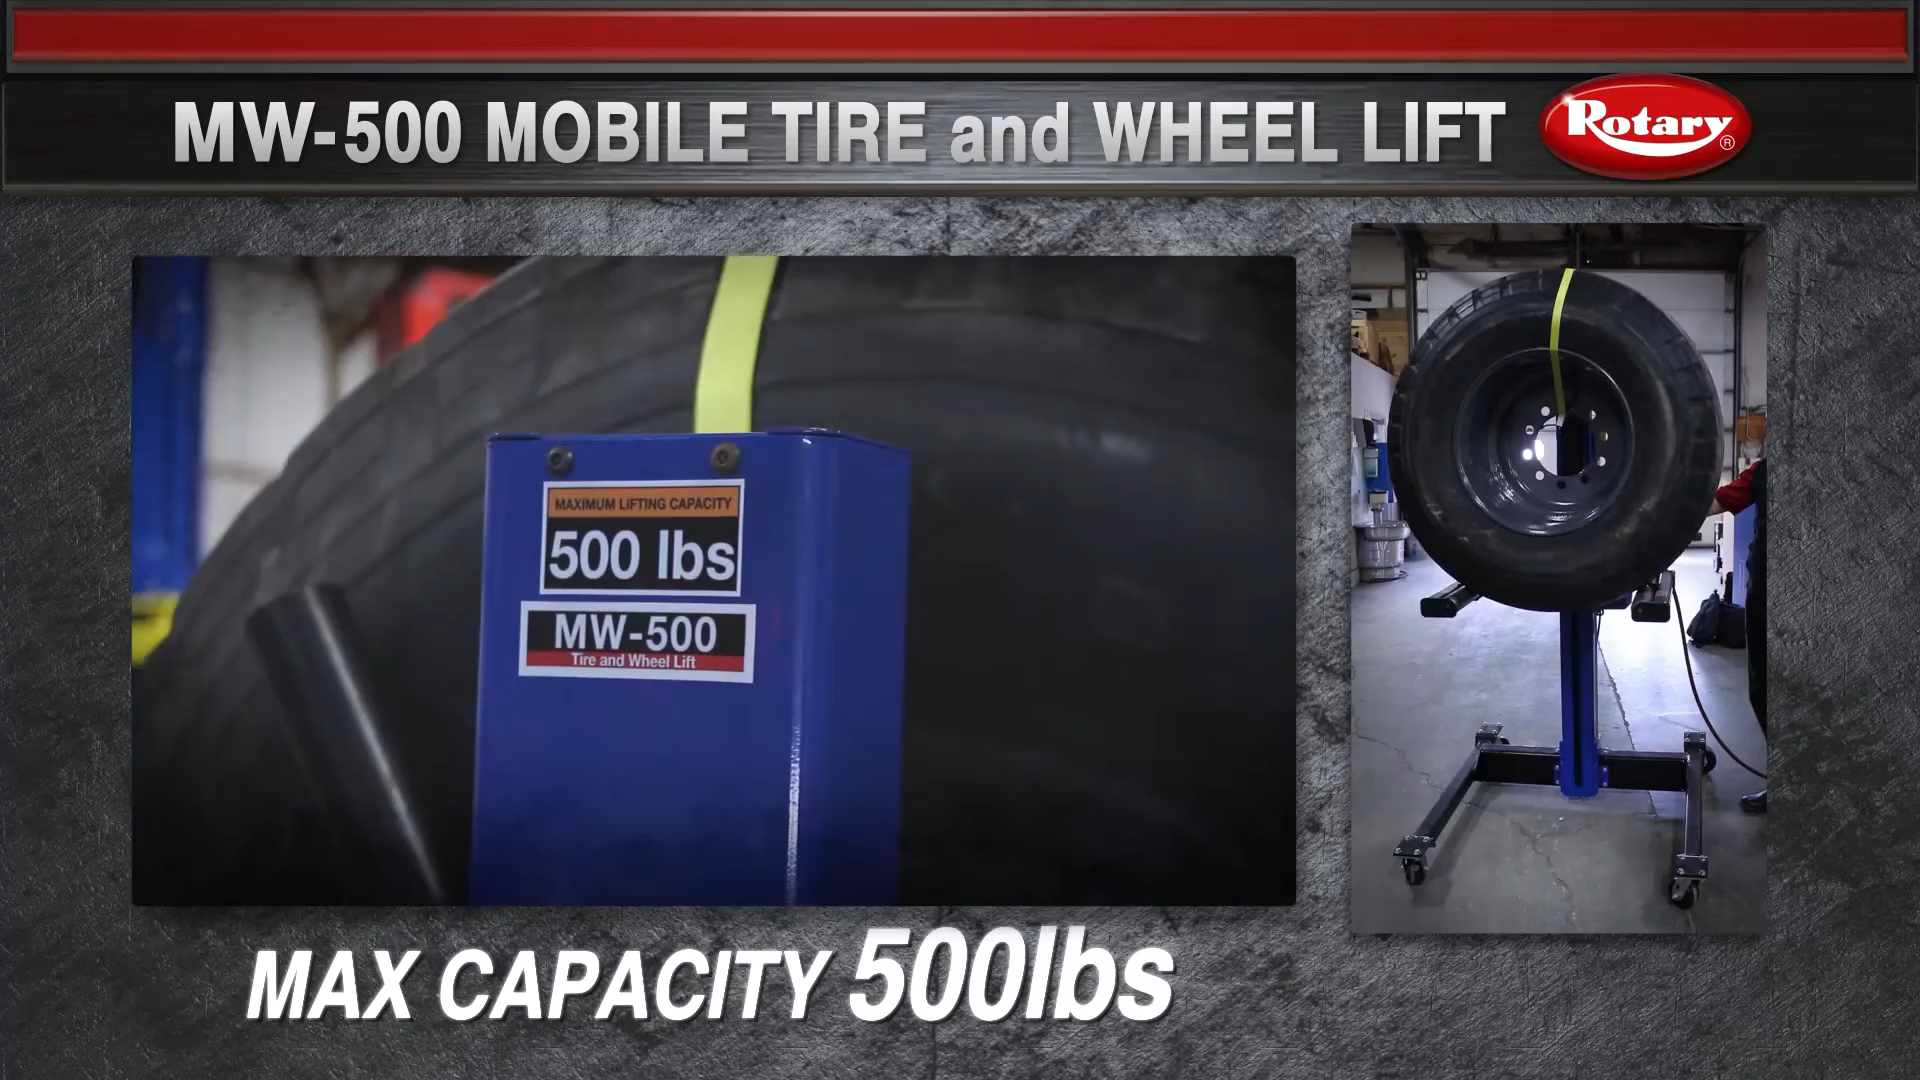 MW-500 MOBILE TIRE and WHEEL LIFT
Rotary®
MAXIMUM LIFTING CAPACITY
500 lbs
MW-500
Tire and Wheel Lift
MAX CAPACITY 500lbs